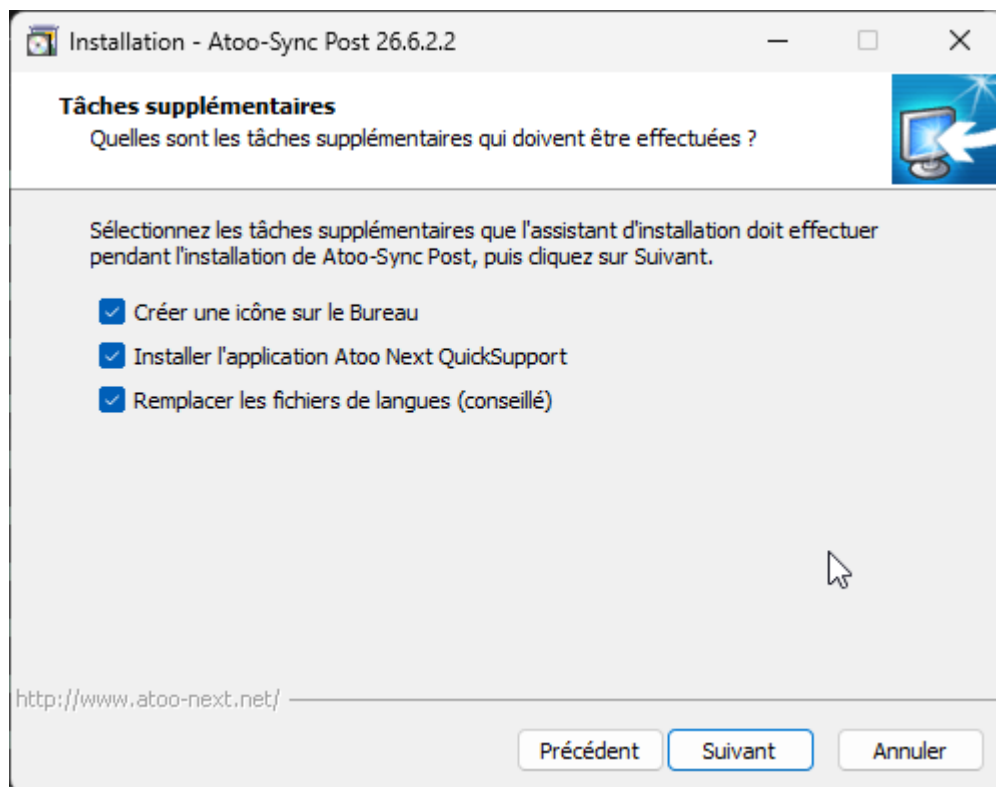 Installation - Atoo-Sync Post 26.6.2.2
Tâches supplémentaires
Quelles sont les tâches supplémentaires qui doivent être effectuées ?
Sélectionnez les tâches supplémentaires que l'assistant d'installation doit effectuer
pendant l'installation de Atoo-Sync Post, puis cliquez sur Suivant.
Créer une icône sur le Bureau
Installer l'application Atoo Next QuickSupport
Remplacer les fichiers de langues (conseillé)
http://www.atoo-next.net/
Précédent
Suivant
Annuler